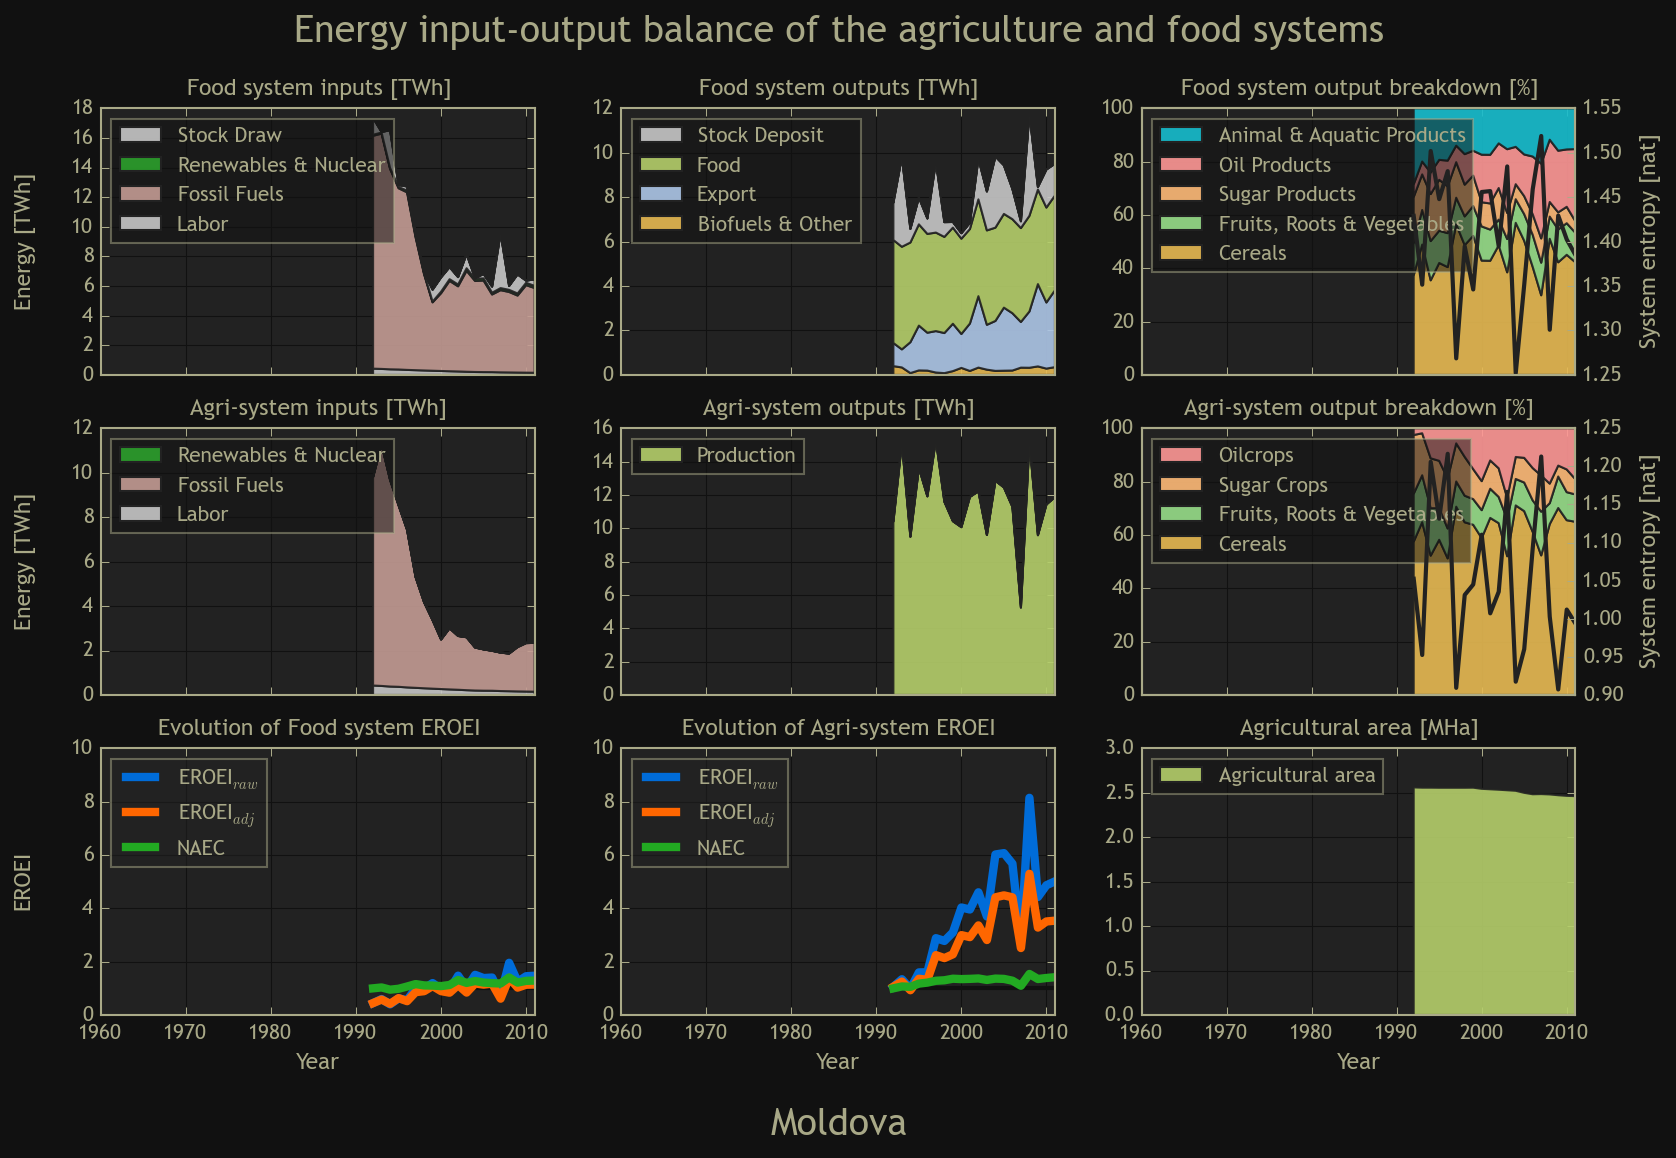 Energy input-output balance of the agriculture and food systems
Food system inputs [TWh]
Energy [TWh]
18
16
14
12
10
8
6
4
2
0
Stock Draw
Renewables & Nuclear
Fossil Fuels
Labor
Food system outputs [TWh]
12
10
8
6
4
2
0
Stock Deposit
Food
Export
Biofuels & Other
Food system output breakdown [%]
100
80
60
40
20
0
Animal & Aquatic Products
Oil Products
Sugar Products
Fruits, Roots & Vegetables
Cereals
1.55
1.50
1.45
1.40
1.35
1.30
1.25
System entropy [nat]
Agri-system inputs [TWh]
Energy [TWh]
12
10
8
6
4
2
0
Renewables & Nuclear
Fossil Fuels
Labor
Agri-system outputs [TWh]
16
14
12
10
8
6
4
2
0
Production
Agri-system output breakdown [%]
100
80
60
40
20
0
Oilcrops
Sugar Crops
Fruits, Roots & Vegetables
Cereals
1.25
1.20
1.15
1.10
1.05
1.00
0.95
0.90
System entropy [nat]
Evolution of Food system EROEI
EROEI
10
8
6
4
2
0
EROEIraw
EROEIadj
NAEC
1960 1970 1980 1990 2000 2010
Year
Evolution of Agri-system EROEI
10
8
6
4
2
0
EROEIraw
EROEIadj
NAEC
1960 1970 1980 1990 2000 2010
Year
Agricultural area [MHa]
3.0
2.5
2.0
1.5
1.0
0.5
0.0
Agricultural area
1960 1970 1980 1990 2000 2010
Year
Moldova